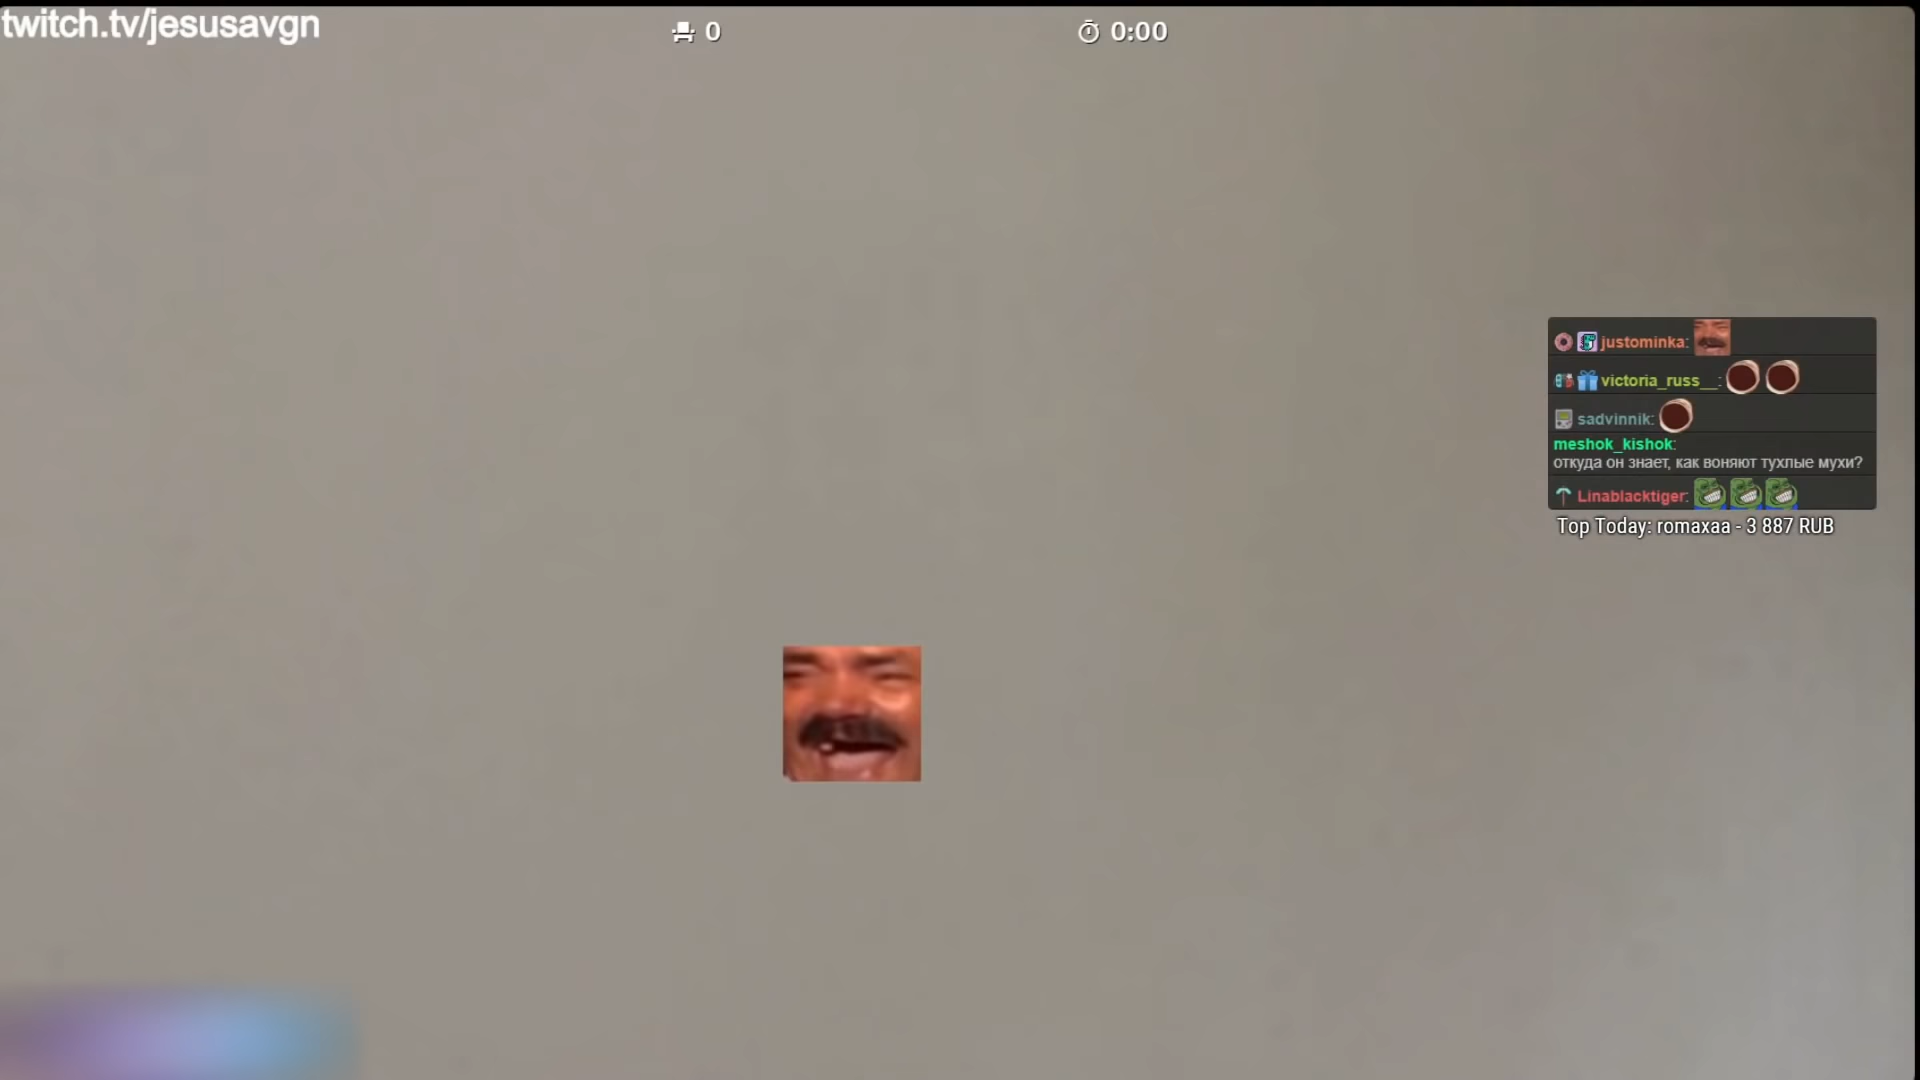 twitch.tv/jesusavgn
0
0:00
justominka:
victoria_russ__:
sadvinnik:
meshok_kishok:
откуда он знает, как воняют тухлые мухи?
Linablacktiger:
Top Today: romaxaa - 3 887 RUB